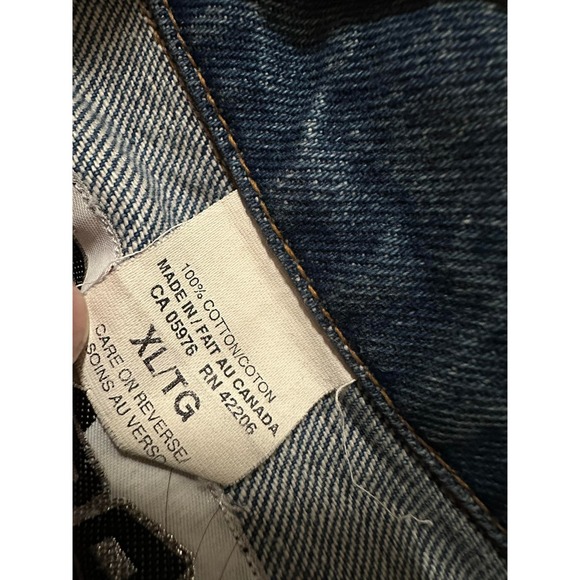 100% COTTON/COTON
MADE IN / FAIT AU CANADA
CA 05976 RN 42206
XL/TG
CARE ON REVERSE/
SOINS AU VERSO